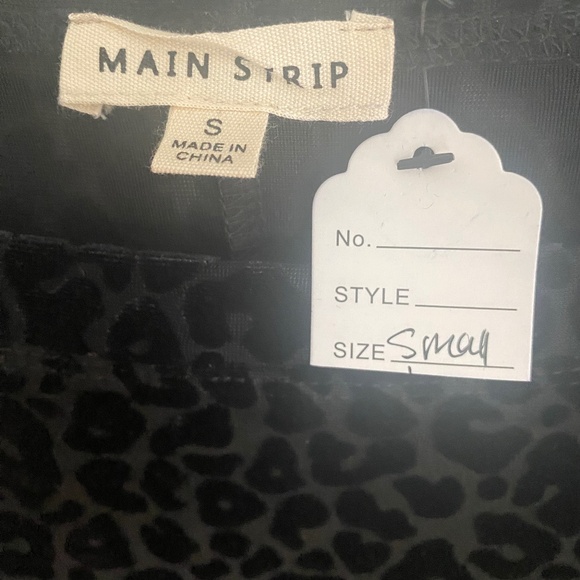 MAIN STRIP
S
MADE IN
CHINA
No.
STYLE
SIZE Small